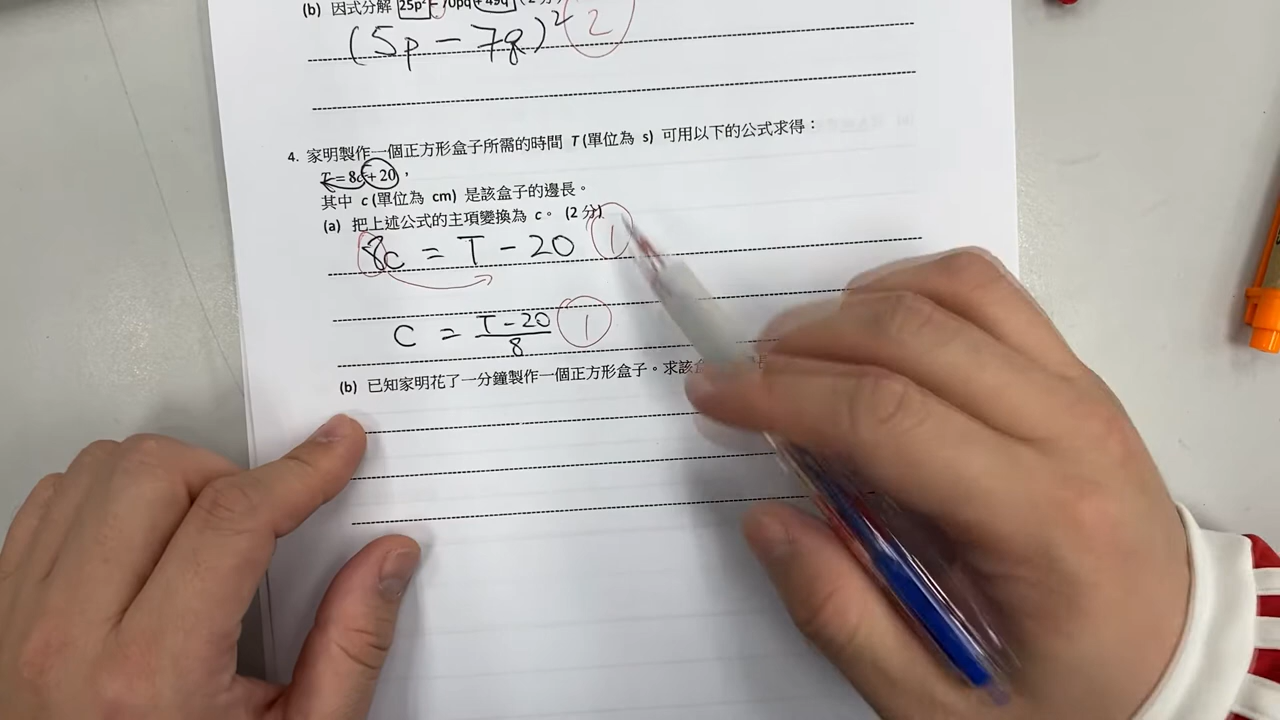 (b) 因式分解 25p² - 70pq + 49q²
(5p - 7q)² 2
4. 家明製作一個正方形盒子所需的時間 T (單位為 s) 可用以下的公式求得：
T = 8c + 20，
其中 c (單位為 cm) 是該盒子的邊長。
(a) 把上述公式的主項變換為 c。 (2 分)
8c = T - 20 1
C = (T - 20)/8 1
(b) 已知家明花了一分鐘製作一個正方形盒子。求該